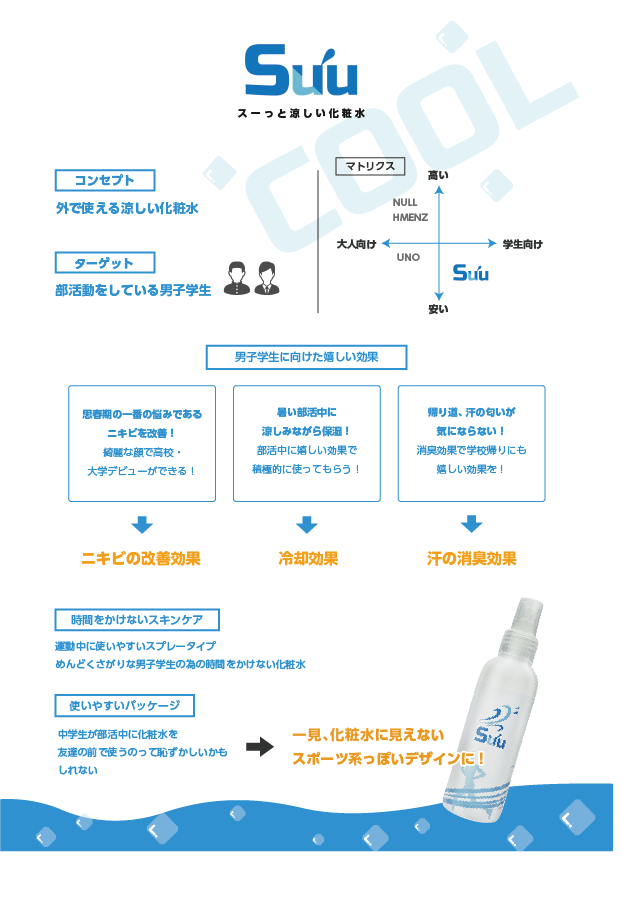 COOL
Suu
スーっと涼しい化粧水
コンセプト
外で使える涼しい化粧水
ターゲット
部活動をしている男子学生
マトリクス
高い
NULL
HMENZ
大人向け
学生向け
UNO
Suu
安い
男子学生に向けた嬉しい効果
思春期の一番の悩みである
ニキビを改善！
綺麗な顔で高校・
大学デビューができる！
暑い部活中に
涼しみながら保湿！
部活中に嬉しい効果で
積極的に使ってもらう！
帰り道、汗の匂いが
気にならない！
消臭効果で学校帰りにも
嬉しい効果を！
ニキビの改善効果
冷却効果
汗の消臭効果
時間をかけないスキンケア
運動中に使いやすいスプレータイプ
めんどくさがりな男子学生の為の時間をかけない化粧水
使いやすいパッケージ
中学生が部活中に化粧水を
友達の前で使うのって恥ずかしいかも
しれない
一見、化粧水に見えない
スポーツ系っぽいデザインに！
Suu